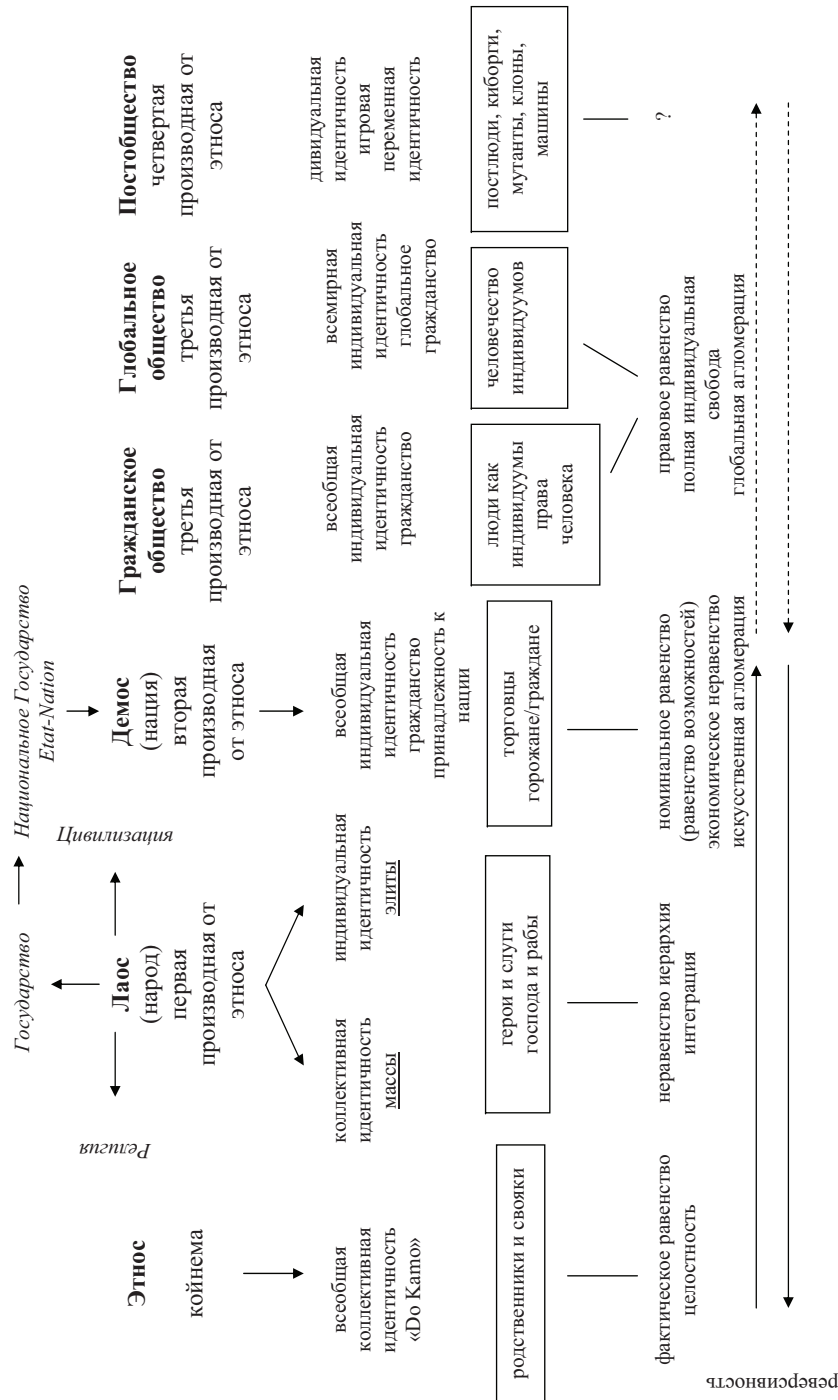 Государство
Национальное Государство
Etat-Nation
Религия
Цивилизация
Этнос
койнема
Лаос
(народ)
первая
производная от
этноса
Демос
(нация)
вторая
производная
от этноса
Гражданское
общество
третья
производная от
этноса
Глобальное
общество
третья
производная от
этноса
Постобщество
четвертая
производная от
этноса
всеобщая
коллективная
идентичность
«Do Kamo»
коллективная
идентичность
массы
индивидуальная
идентичность
элиты
всеобщая
индивидуальная
идентичность
гражданство
принадлежность к
нации
всеобщая
индивидуальная
идентичность
гражданство
всемирная
индивидуальная
идентичность
глобальное
гражданство
дивидуальная
идентичность
игровая
переменная
идентичность
родственники и свояки
герои и слуги
господа и рабы
торговцы
горожане/граждане
люди как
индивидуумы
права
человека
человечество
индивидуумов
постлюди, киборги,
мутанты, клоны,
машины
фактическое равенство
целостность
неравенство иерархия
интеграция
номинальное равенство
(равенство возможностей)
экономическое неравенство
искусственная агломерация
правовое равенство
полная индивидуальная
свобода
глобальная агломерация
?
реверсивность